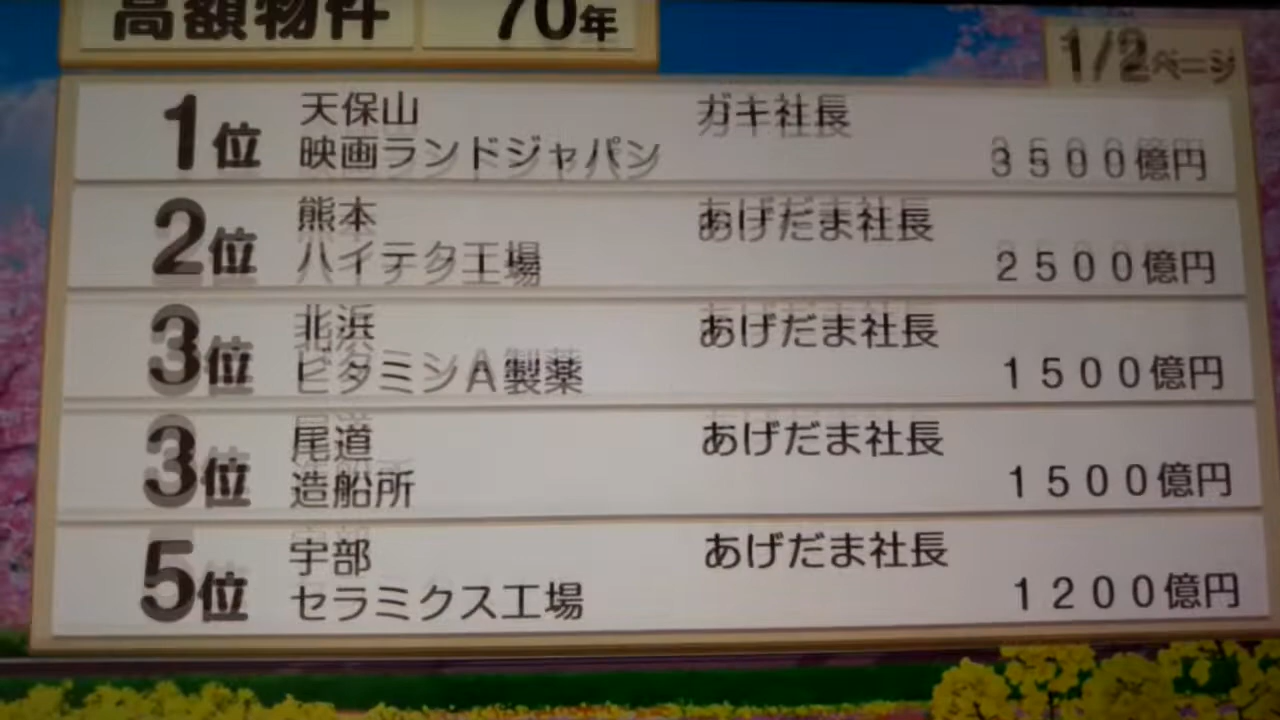 高額物件 70年
1/2ページ
1位 天保山 ガキ社長
映画ランドジャパン 3500億円
2位 熊本 あげだま社長
ハイテク工場 2500億円
3位 北浜 あげだま社長
ビタミンA製薬 1500億円
3位 尾道 あげだま社長
造船所 1500億円
5位 宇部 あげだま社長
セラミクス工場 1200億円